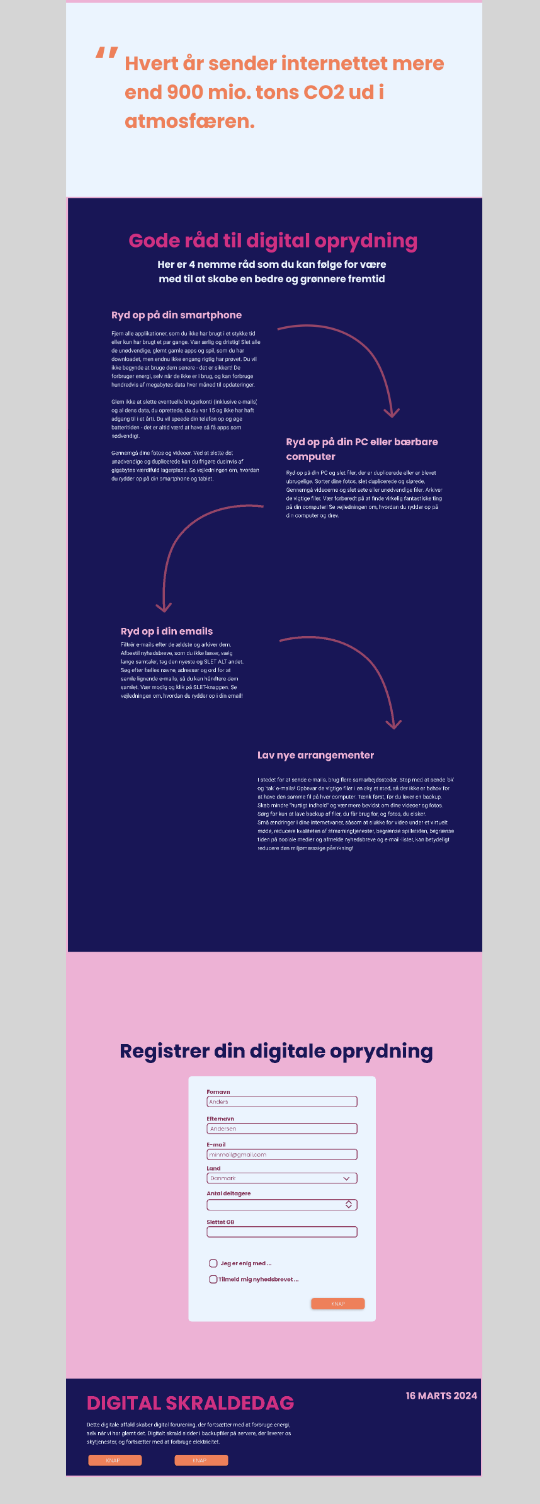 “ Hvert år sender internettet mere
end 900 mio. tons CO2 ud i
atmosfæren.
Gode råd til digital oprydning
Her er 4 nemme råd som du kan følge for være
med til at skabe en bedre og grønnere fremtid
Ryd op på din smartphone
Fjern alle applikationer, som du ikke har brugt i et stykke tid
eller kun har brugt et par gange. Vær ærlig og dristig! Slet alle
de unødvendige, glemt gamle apps og spil, som du har
downloadet, men endnu ikke engang rigtig har prøvet. Du vil
ikke begynde at bruge dem senere - det er sikkert! De
forbruger energi, selv når de ikke er i brug, og kan forbruge
hundredvis af megabytes data hver måned til opdateringer.
Glem ikke at slette eventuelle brugerkonti (inklusive e-mails)
og al dens data, du oprettede, da du var 15 og ikke har haft
adgang til i et årti. Du vil speede din telefon op og øge
batteritiden - det er altid værd at have så få apps som
nødvendigt.
Gennemgå dine fotos og videoer. Ved at slette det
unødvendige og duplicerede kan du frigøre dusinvis af
gigabytes værdifuld lagerplads. Se vejledningen om, hvordan
du rydder op på din smartphone og tablet.
Ryd op på din PC eller bærbare
computer
Ryd op på din PC og slet filer, der er duplicerede eller er blevet
ubrugelige. Sorter dine fotos, slet duplicerede og slørede.
Gennemgå videoerne og slet sete eller unødvendige filer. Arkiver
de vigtige filer. Vær forberedt på at finde virkelig fantastiske ting
på din computer! Se vejledningen om, hvordan du rydder op på
din computer og drev.
Ryd op i din emails
Filtrér e-mails efter de ældste og arkiver dem.
Afbestil nyhedsbreve, som du ikke læser, vælg
lange samtaler, tag den nyeste og SLET ALT andet.
Søg efter fælles navne, adresser og ord for at
samle lignende e-mails, så du kan håndtere dem
samlet. Vær modig og klik på SLET-knappen. Se
vejledningen om, hvordan du rydder op i din email!
Lav nye arrangementer
I stedet for at sende e-mails, brug flere samarbejdssteder. Stop med at sende 'ok'
og 'tak' e-mails! Opbevar de vigtige filer i en sky et sted, så der ikke er behov for
at have den samme fil på hver computer. Tænk først, før du laver en backup.
Skab mindre "hurtigt indhold" og vær mere bevidst om dine videoer og fotos.
Sørg for kun at lave backup af filer, du får brug for, og fotos, du elsker.
Små ændringer i dine internetvaner, såsom at slukke for video under et virtuelt
møde, reducere kvaliteten af streamingtjenester, begrænse spilletiden, begrænse
tiden på sociale medier og afmelde nyhedsbreve og e-mail-lister, kan betydeligt
reducere den miljømæssige påvirkning!
Registrer din digitale oprydning
Fornavn
Anders
Efternavn
Andersen
E-mail
minmail@gmail.com
Land
Danmark
Antal deltagere
Slettet GB
Jeg er enig med ...
Tilmeld mig nyhedsbrevet ...
KNAP
DIGITAL SKRALDEDAG
16 MARTS 2024
Dette digitale affald skaber digital forurening, der fortsætter med at forbruge energi,
selv når vi har glemt det. Digitalt skrald sidder i backupfiler på servere, der leverer os
skytjenester, og fortsætter med at forbruge elektricitet.
KNAP
KNAP